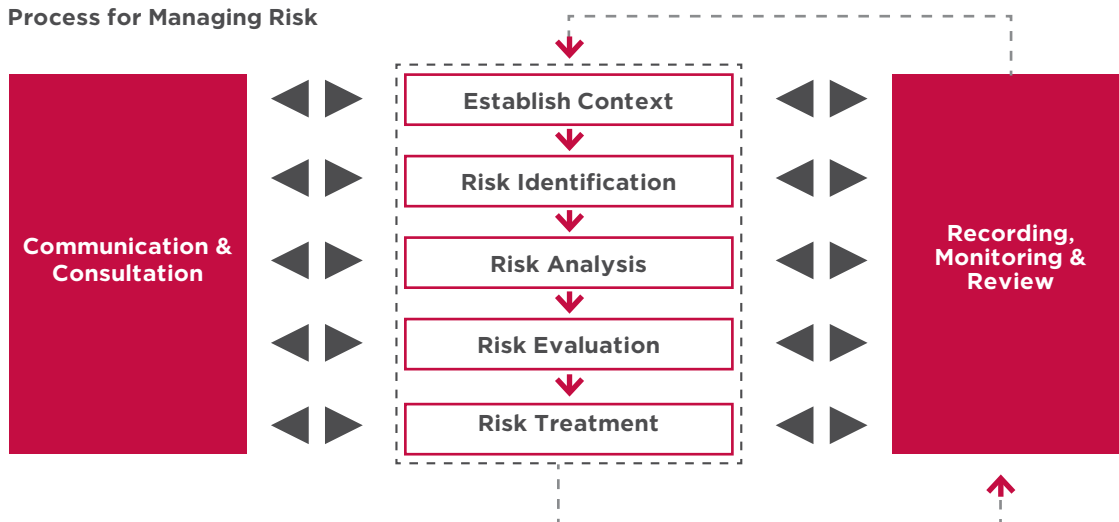 Process for Managing Risk
Establish Context
Risk Identification
Communication &
Consultation
Risk Analysis
Recording,
Monitoring &
Review
Risk Evaluation
Risk Treatment